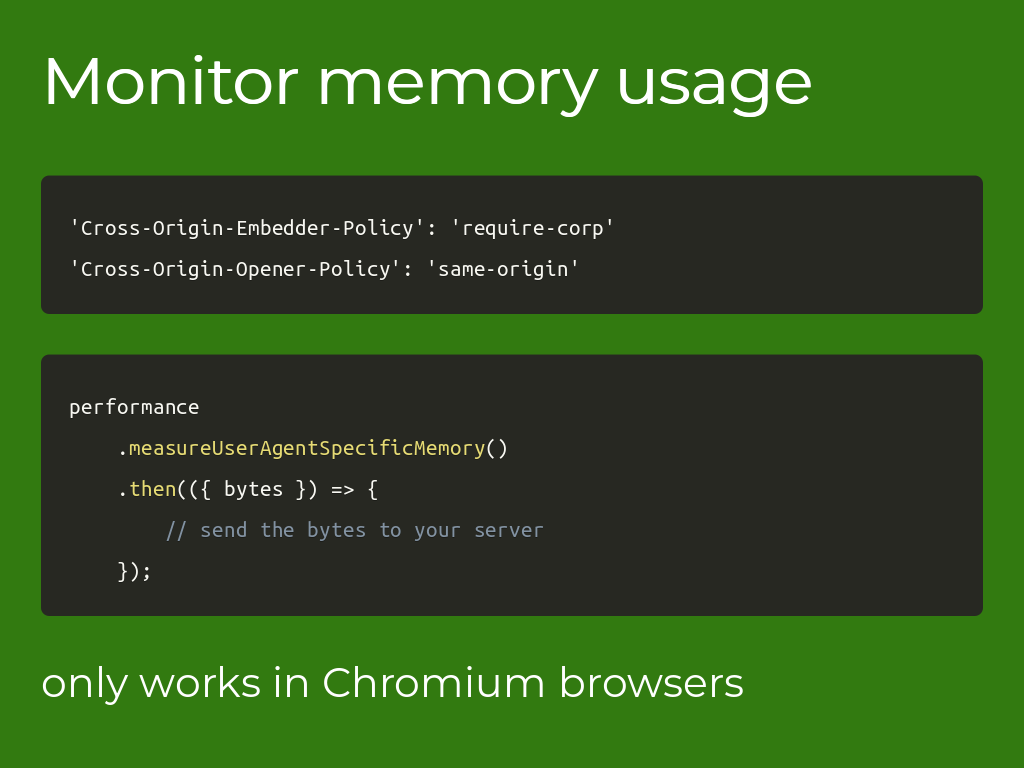 Monitor memory usage
'Cross-Origin-Embedder-Policy': 'require-corp'
'Cross-Origin-Opener-Policy': 'same-origin'
performance
    .measureUserAgentSpecificMemory()
    .then(({ bytes }) => {
        // send the bytes to your server
    });
only works in Chromium browsers